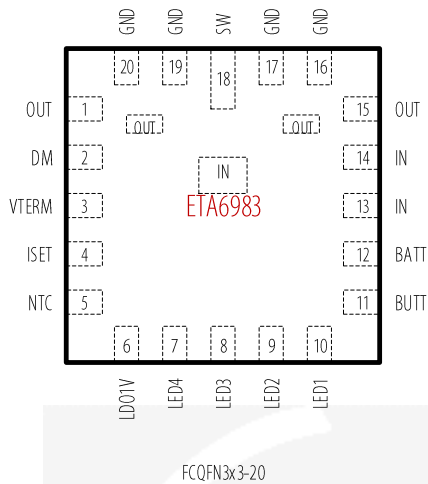 GND GND SW GND GND
20 19 18 17 16
OUT 1 15 OUT
OUT OUT
DM 2 14 IN
IN
VTERM 3 ETA6983 13 IN
ISET 4 12 BATT
NTC 5 11 BUTT
6 7 8 9 10
LDO1V LED4 LED3 LED2 LED1
FCQFN3x3-20